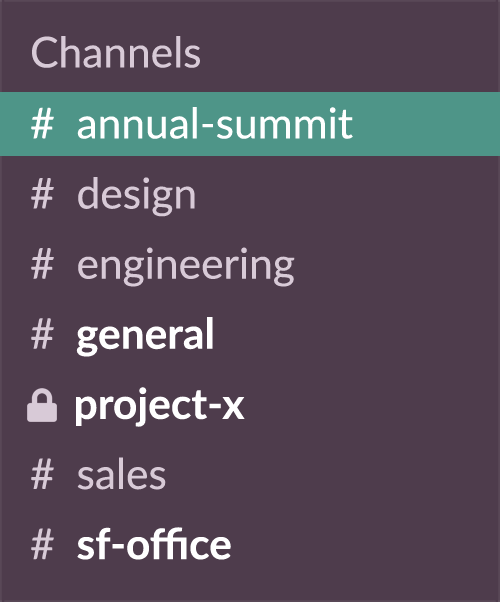 Channels
# annual-summit
# design
# engineering
# general
project-x
# sales
# sf-office